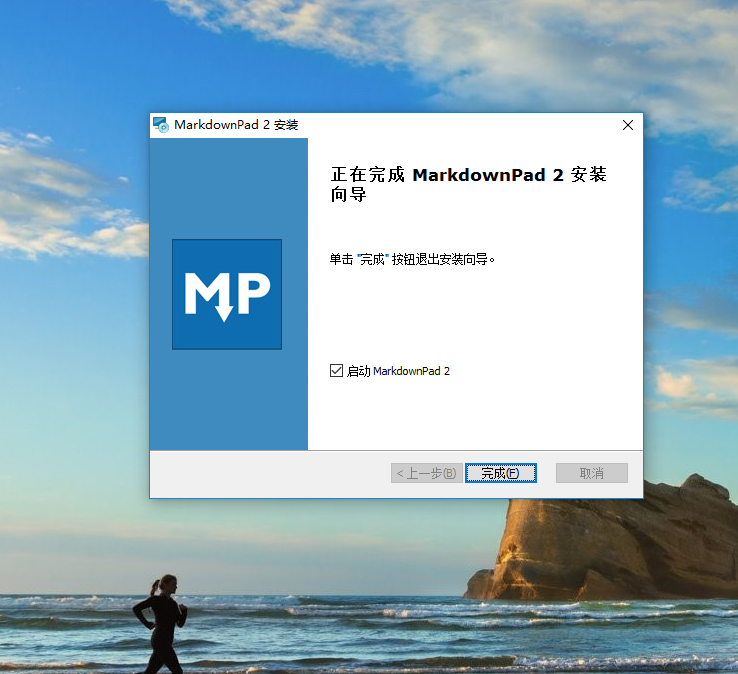 MarkdownPad 2 安装
正在完成 MarkdownPad 2 安装
向导
MP
单击 "完成" 按钮退出安装向导。
启动 MarkdownPad 2
< 上一步(B)
完成(F)
取消